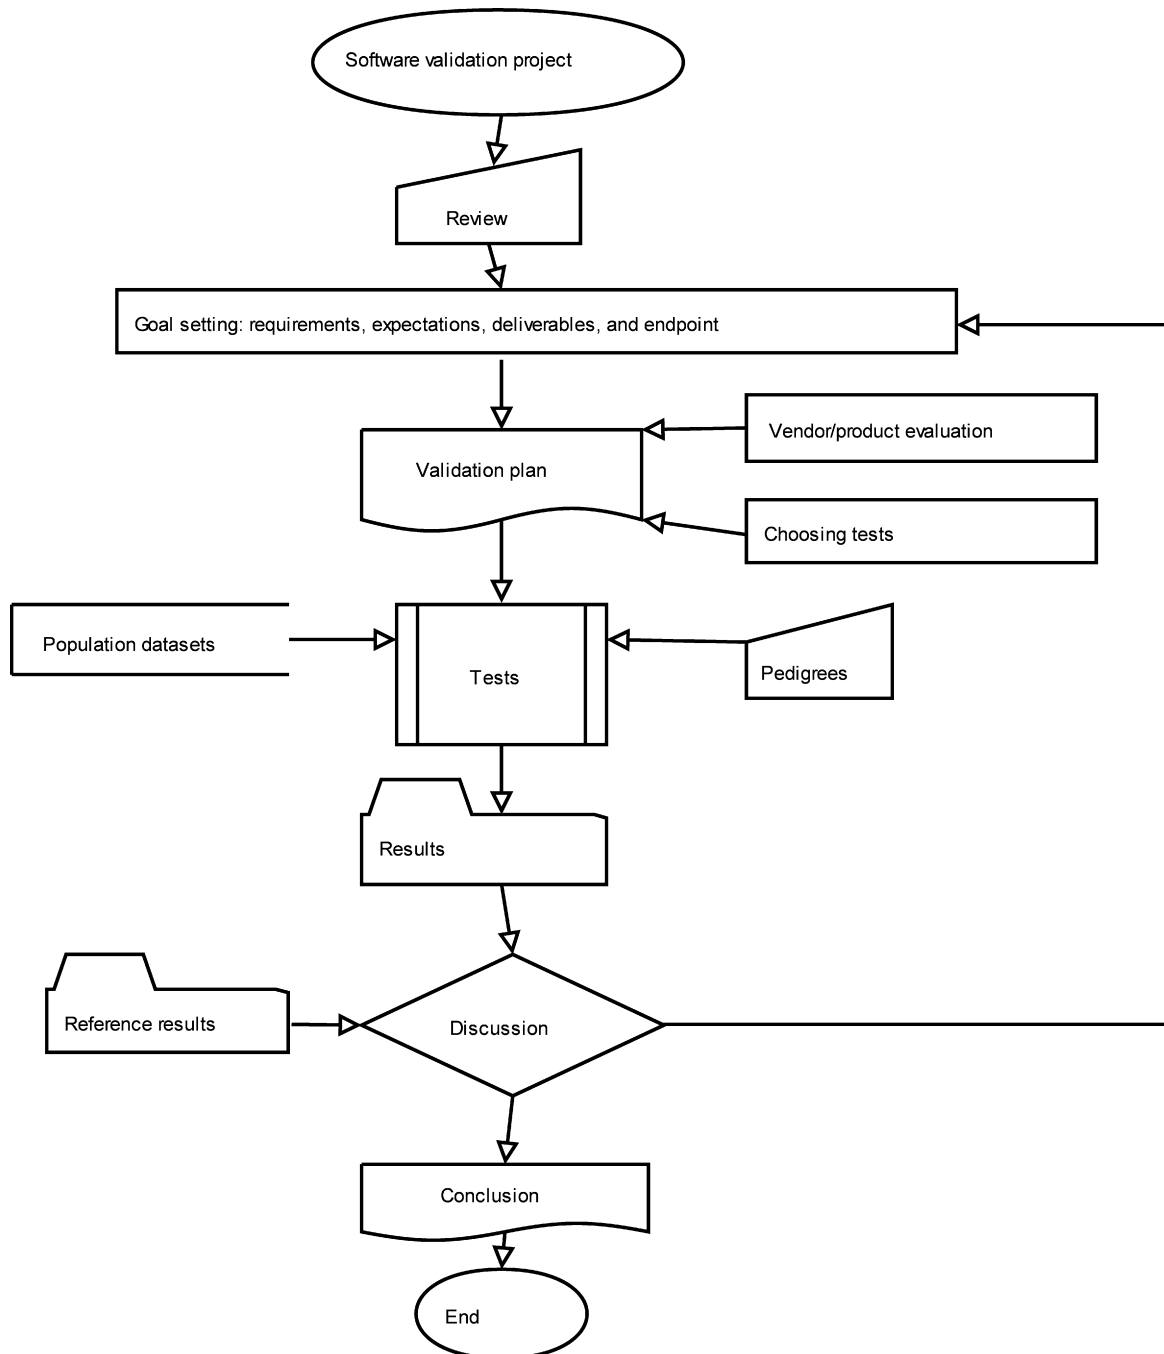 Software validation project
Review
Goal setting: requirements, expectations, deliverables, and endpoint
Vendor/product evaluation
Validation plan
Choosing tests
Population datasets
Tests
Pedigrees
Results
Reference results
Discussion
Conclusion
End